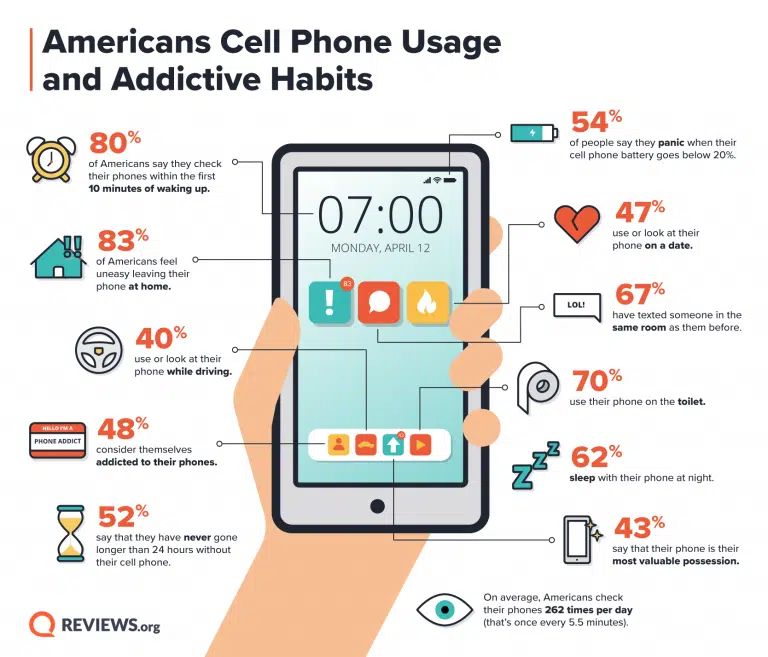 Americans Cell Phone Usage
and Addictive Habits
80%
of Americans say they check
their phones within the first
10 minutes of waking up.
83%
of Americans feel
uneasy leaving their
phone at home.
40%
use or look at their
phone while driving.
HELLO I'M A
PHONE ADDICT
48%
consider themselves
addicted to their phones.
52%
say that they have never gone
longer than 24 hours without
their cell phone.
07:00
MONDAY, APRIL 12
83
54%
of people say they panic when their
cell phone battery goes below 20%.
47%
use or look at their
phone on a date.
LOL!
67%
have texted someone in the
same room as them before.
70%
use their phone on the toilet.
62%
sleep with their phone at night.
43%
say that their phone is their
most valuable possession.
On average, Americans check
their phones 262 times per day
(that's once every 5.5 minutes).
REVIEWS.org